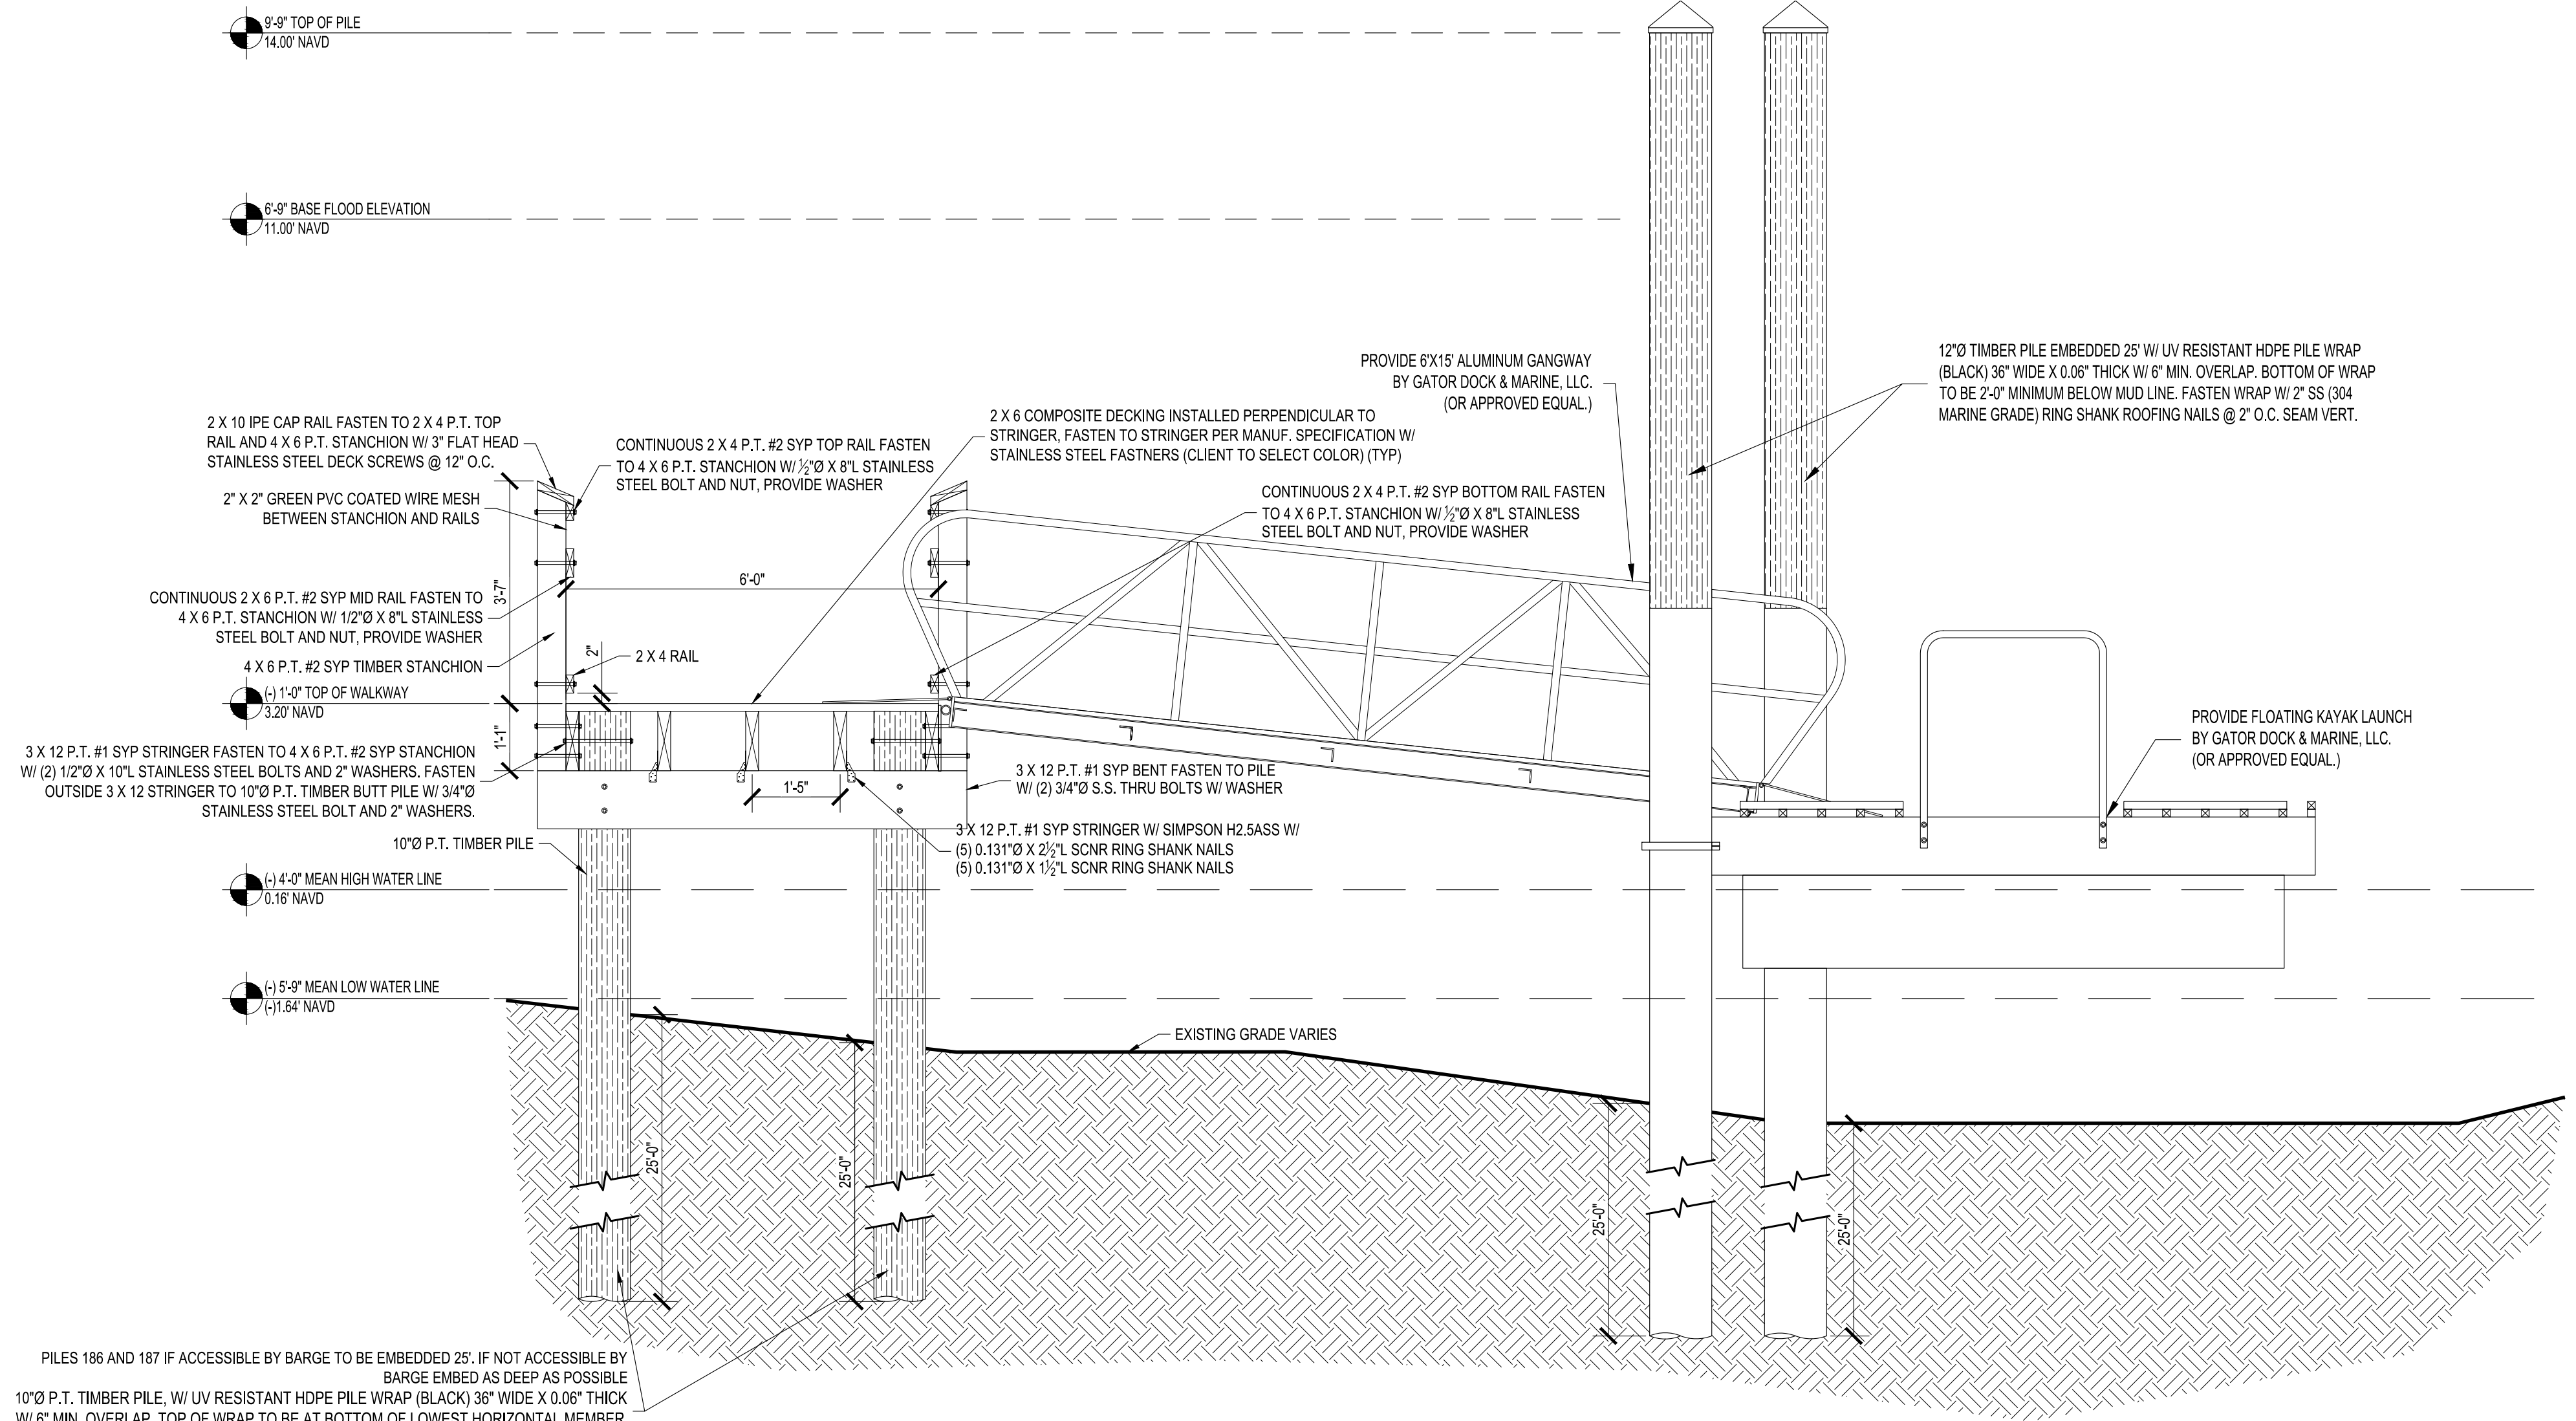 9'-9" TOP OF PILE
14.00' NAVD
6'-9" BASE FLOOD ELEVATION
11.00' NAVD
PROVIDE 6'X15' ALUMINUM GANGWAY
BY GATOR DOCK & MARINE, LLC.
(OR APPROVED EQUAL.)
12"Ø TIMBER PILE EMBEDDED 25' W/ UV RESISTANT HDPE PILE WRAP
(BLACK) 36" WIDE X 0.06" THICK W/ 6" MIN. OVERLAP. BOTTOM OF WRAP
TO BE 2'-0" MINIMUM BELOW MUD LINE. FASTEN WRAP W/ 2" SS (304
MARINE GRADE) RING SHANK ROOFING NAILS @ 2" O.C. SEAM VERT.
2 X 10 IPE CAP RAIL FASTEN TO 2 X 4 P.T. TOP
RAIL AND 4 X 6 P.T. STANCHION W/ 3" FLAT HEAD
STAINLESS STEEL DECK SCREWS @ 12" O.C.
CONTINUOUS 2 X 4 P.T. #2 SYP TOP RAIL FASTEN
TO 4 X 6 P.T. STANCHION W/ ½"Ø X 8"L STAINLESS
STEEL BOLT AND NUT, PROVIDE WASHER
2 X 6 COMPOSITE DECKING INSTALLED PERPENDICULAR TO
STRINGER, FASTEN TO STRINGER PER MANUF. SPECIFICATION W/
STAINLESS STEEL FASTNERS (CLIENT TO SELECT COLOR) (TYP)
2" X 2" GREEN PVC COATED WIRE MESH
BETWEEN STANCHION AND RAILS
CONTINUOUS 2 X 4 P.T. #2 SYP BOTTOM RAIL FASTEN
TO 4 X 6 P.T. STANCHION W/ ½"Ø X 8"L STAINLESS
STEEL BOLT AND NUT, PROVIDE WASHER
3'-7"
6'-0"
CONTINUOUS 2 X 6 P.T. #2 SYP MID RAIL FASTEN TO
4 X 6 P.T. STANCHION W/ 1/2"Ø X 8"L STAINLESS
STEEL BOLT AND NUT, PROVIDE WASHER
2"
2 X 4 RAIL
4 X 6 P.T. #2 SYP TIMBER STANCHION
(-) 1'-0" TOP OF WALKWAY
3.20' NAVD
1'-1"
3 X 12 P.T. #1 SYP STRINGER FASTEN TO 4 X 6 P.T. #2 SYP STANCHION
W/ (2) 1/2"Ø X 10"L STAINLESS STEEL BOLTS AND 2" WASHERS. FASTEN
OUTSIDE 3 X 12 STRINGER TO 10"Ø P.T. TIMBER BUTT PILE W/ 3/4"Ø
STAINLESS STEEL BOLT AND 2" WASHERS.
1'-5"
3 X 12 P.T. #1 SYP BENT FASTEN TO PILE
W/ (2) 3/4"Ø S.S. THRU BOLTS W/ WASHER
PROVIDE FLOATING KAYAK LAUNCH
BY GATOR DOCK & MARINE, LLC.
(OR APPROVED EQUAL.)
3 X 12 P.T. #1 SYP STRINGER W/ SIMPSON H2.5ASS W/
(5) 0.131"Ø X 2½"L SCNR RING SHANK NAILS
(5) 0.131"Ø X 1½"L SCNR RING SHANK NAILS
10"Ø P.T. TIMBER PILE
(-) 4'-0" MEAN HIGH WATER LINE
0.16' NAVD
(-) 5'-9" MEAN LOW WATER LINE
(-)1.64' NAVD
EXISTING GRADE VARIES
25'-0"
25'-0"
25'-0"
25'-0"
PILES 186 AND 187 IF ACCESSIBLE BY BARGE TO BE EMBEDDED 25'. IF NOT ACCESSIBLE BY
BARGE EMBED AS DEEP AS POSSIBLE
10"Ø P.T. TIMBER PILE, W/ UV RESISTANT HDPE PILE WRAP (BLACK) 36" WIDE X 0.06" THICK
W/ 6" MIN. OVERLAP. TOP OF WRAP TO BE AT BOTTOM OF LOWEST HORIZONTAL MEMBER.